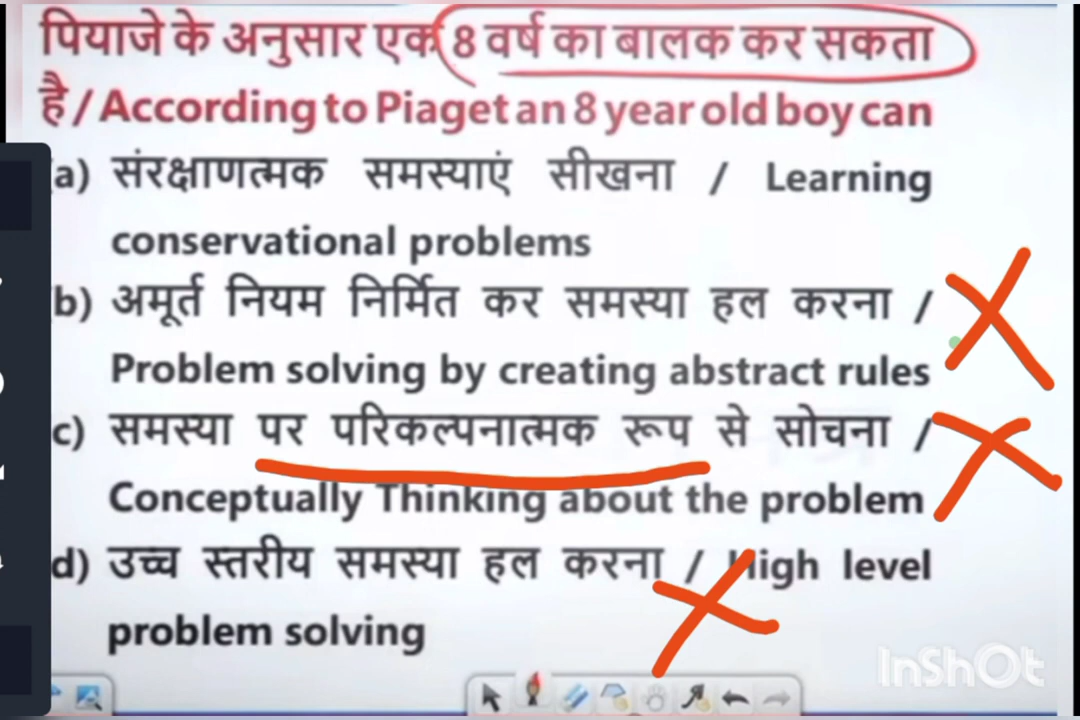 पियाजे के अनुसार एक 8 वर्ष का बालक कर सकता
है / According to Piaget an 8 year old boy can
a) संरक्षाणत्मक समस्याएं सीखना / Learning
conservational problems
b) अमूर्त नियम निर्मित कर समस्या हल करना /
Problem solving by creating abstract rules
c) समस्या पर परिकल्पनात्मक रूप से सोचना /
Conceptually Thinking about the problem
d) उच्च स्तरीय समस्या हल करना / High level
problem solving
InShOt